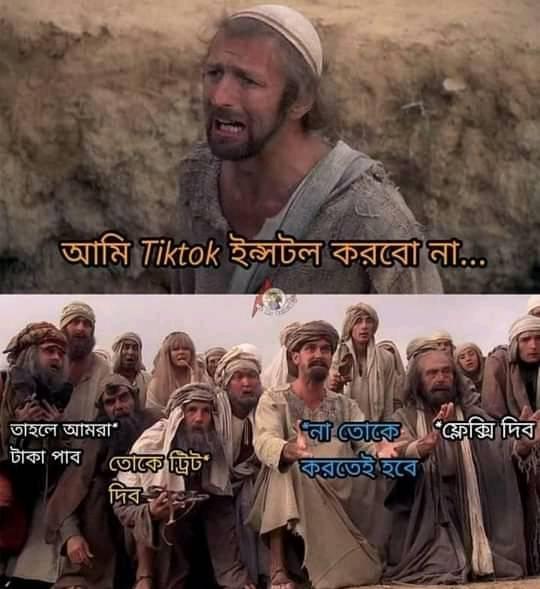 আমি Tiktok ইন্সটল করবো না...
তাহলে আমরা*
টাকা পাব
তোকে ট্রিট*
দিব
*না তোকে
করতেই হবে
*ফ্লেক্সি দিব